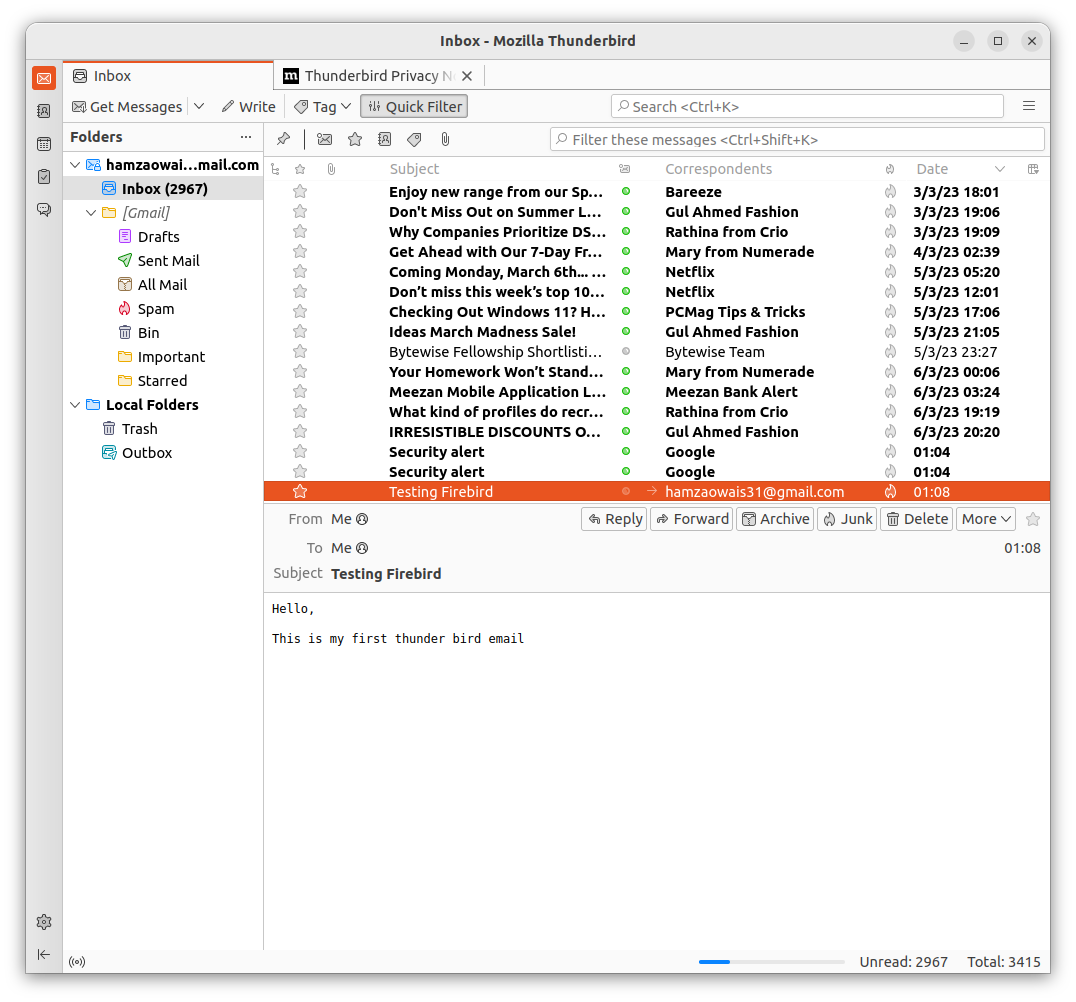 Inbox - Mozilla Thunderbird
Inbox
m Thunderbird Privacy N
Get Messages Write Tag Quick Filter Search <Ctrl+K>
Folders ...
Filter these messages <Ctrl+Shift+K>
hamzaowai...mail.com
Inbox (2967)
[Gmail]
Drafts
Sent Mail
All Mail
Spam
Bin
Important
Starred
Local Folders
Trash
Outbox
Subject Correspondents Date
Enjoy new range from our Sp... Bareeze 3/3/23 18:01
Don't Miss Out on Summer L... Gul Ahmed Fashion 3/3/23 19:06
Why Companies Prioritize DS... Rathina from Crio 3/3/23 19:09
Get Ahead with Our 7-Day Fr... Mary from Numerade 4/3/23 02:39
Coming Monday, March 6th... ... Netflix 5/3/23 05:20
Don’t miss this week’s top 10... Netflix 5/3/23 12:01
Checking Out Windows 11? H... PCMag Tips & Tricks 5/3/23 17:06
Ideas March Madness Sale! Gul Ahmed Fashion 5/3/23 21:05
Bytewise Fellowship Shortlisti... Bytewise Team 5/3/23 23:27
Your Homework Won’t Stand... Mary from Numerade 6/3/23 00:06
Meezan Mobile Application L... Meezan Bank Alert 6/3/23 03:24
What kind of profiles do recr... Rathina from Crio 6/3/23 19:19
IRRESISTIBLE DISCOUNTS O... Gul Ahmed Fashion 6/3/23 20:20
Security alert Google 01:04
Security alert Google 01:04
Testing Firebird hamzaowais31@gmail.com 01:08
From Me Reply Forward Archive Junk Delete More
To Me 01:08
Subject Testing Firebird
Hello,
This is my first thunder bird email
Unread: 2967 Total: 3415